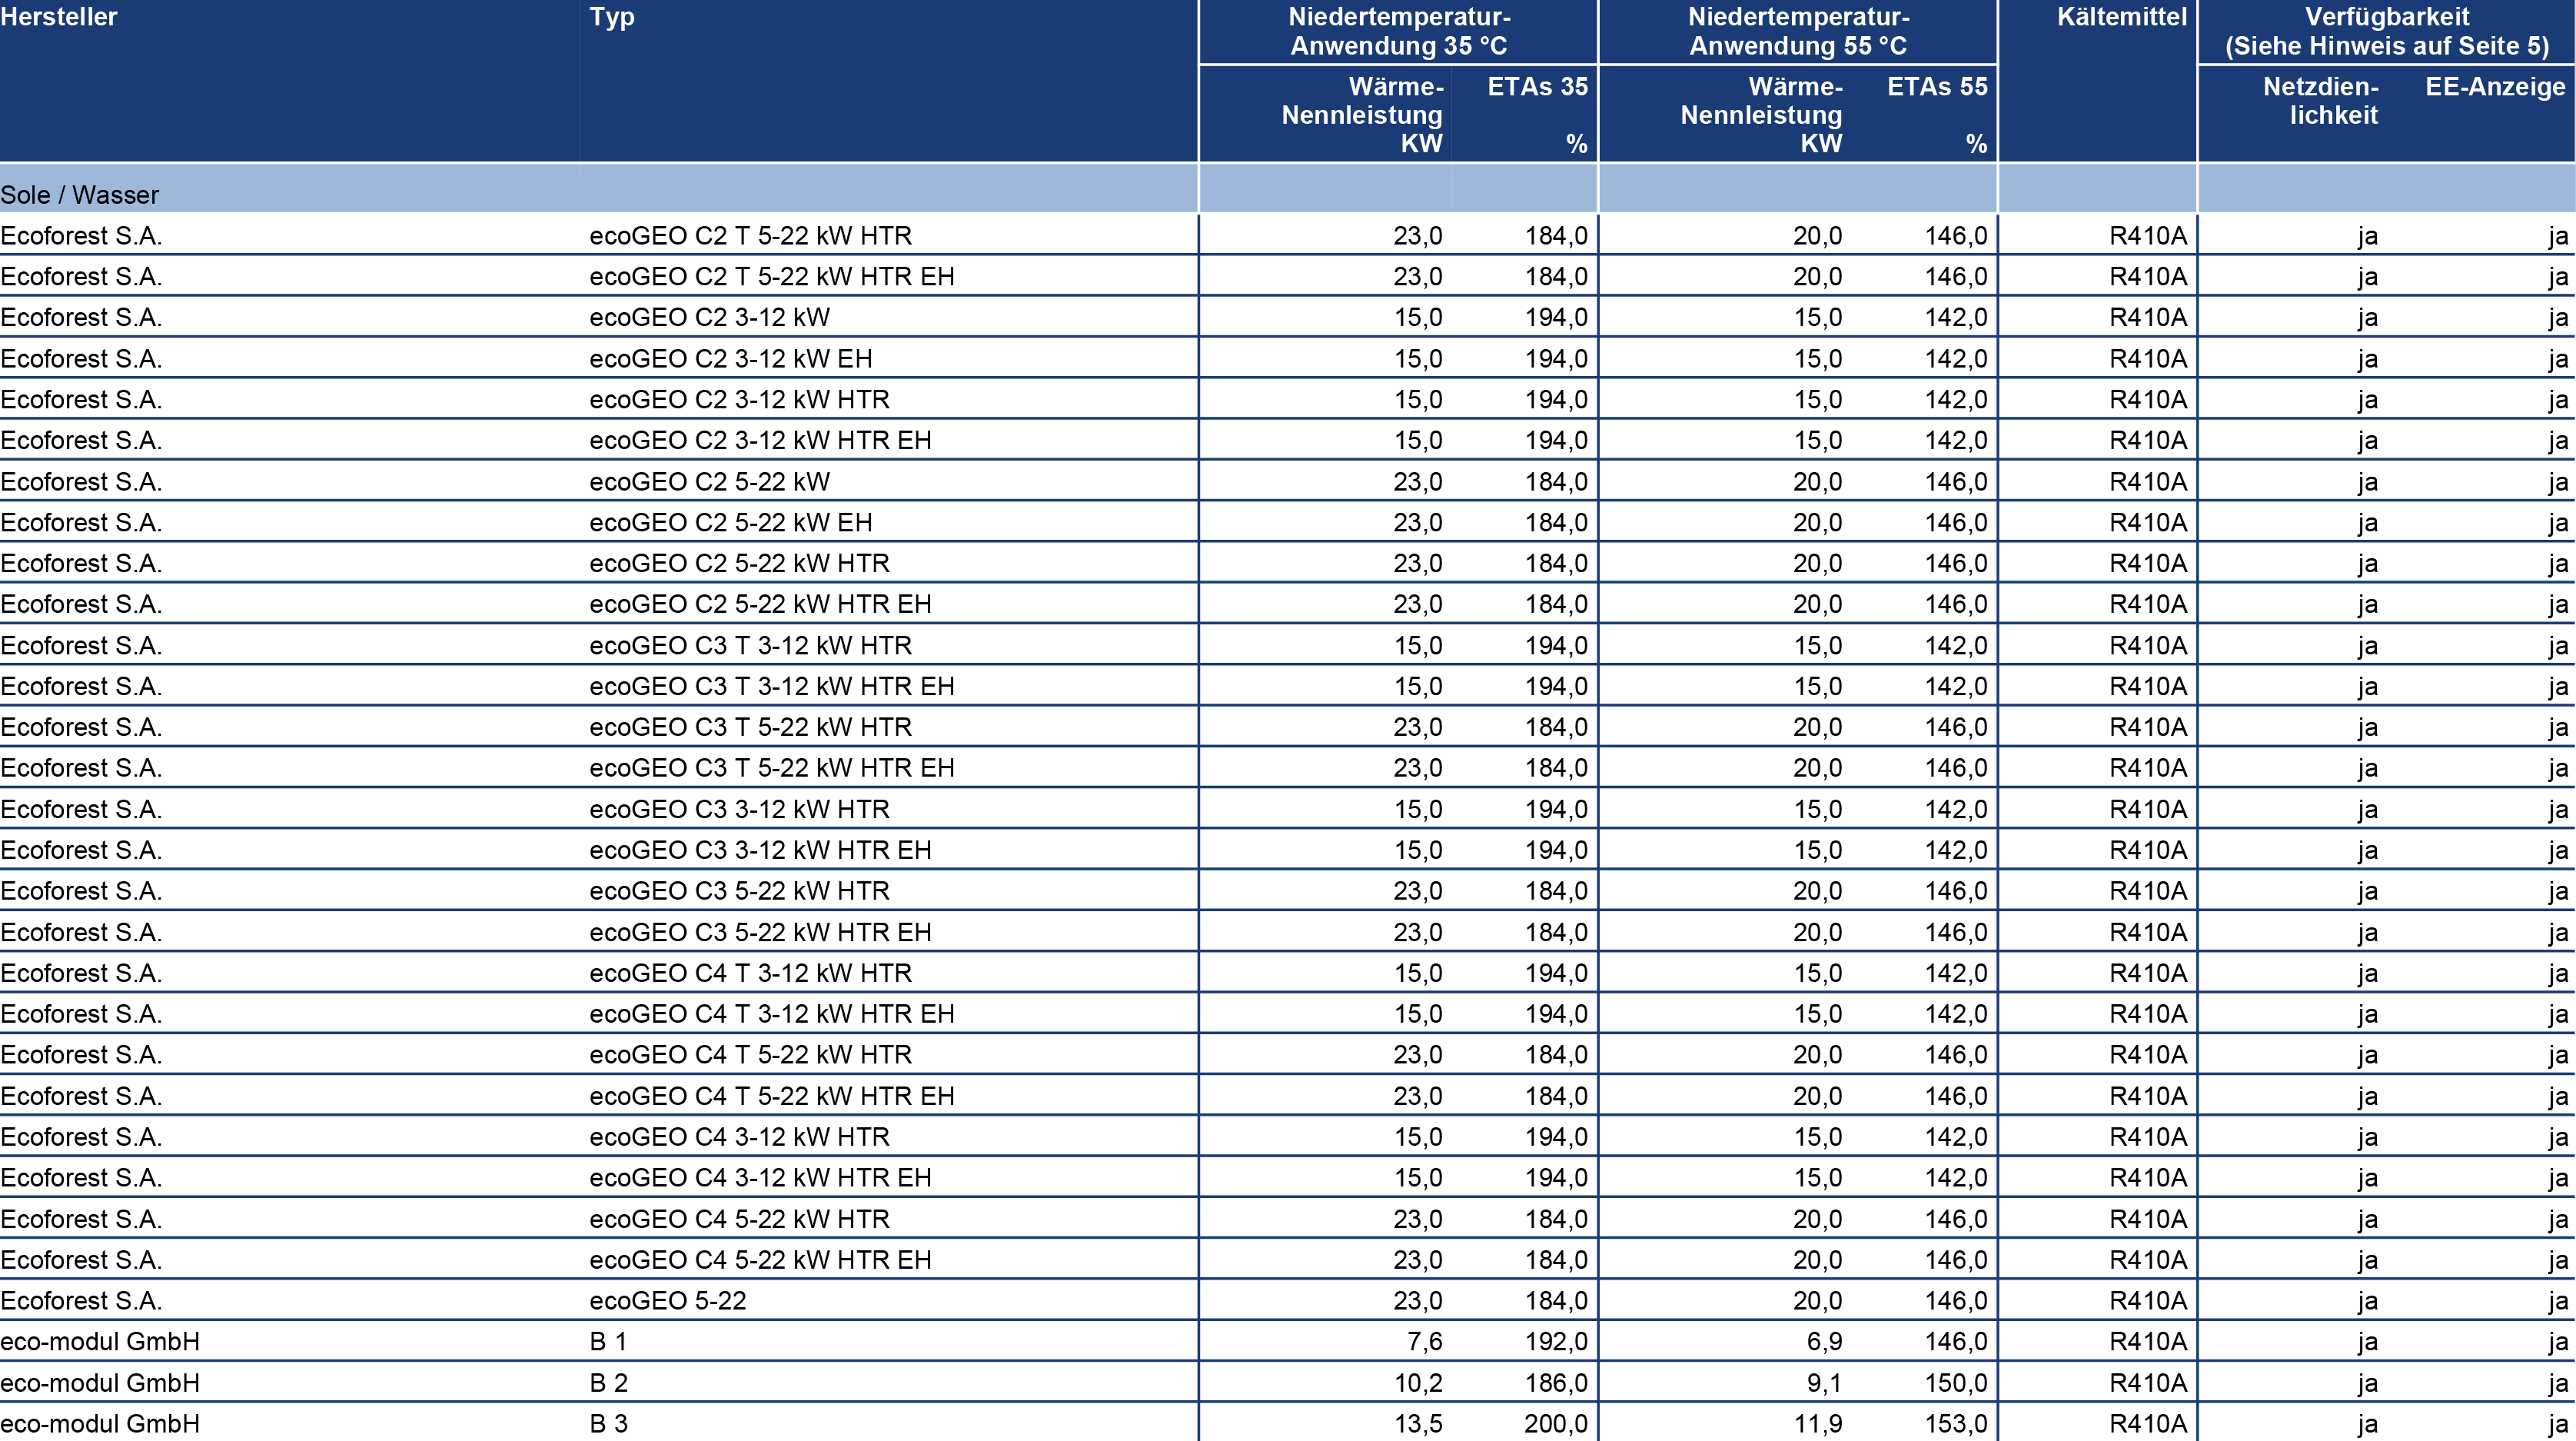 Hersteller Typ Niedertemperatur- Niedertemperatur- Kältemittel Verfügbarkeit
Anwendung 35 °C Anwendung 55 °C (Siehe Hinweis auf Seite 5)
Wärme- ETAs 35 Wärme- ETAs 55 Netzdien- EE-Anzeige
Nennleistung Nennleistung lichkeit
KW % KW %
Sole / Wasser
Ecoforest S.A. ecoGEO C2 T 5-22 kW HTR 23,0 184,0 20,0 146,0 R410A ja ja
Ecoforest S.A. ecoGEO C2 T 5-22 kW HTR EH 23,0 184,0 20,0 146,0 R410A ja ja
Ecoforest S.A. ecoGEO C2 3-12 kW 15,0 194,0 15,0 142,0 R410A ja ja
Ecoforest S.A. ecoGEO C2 3-12 kW EH 15,0 194,0 15,0 142,0 R410A ja ja
Ecoforest S.A. ecoGEO C2 3-12 kW HTR 15,0 194,0 15,0 142,0 R410A ja ja
Ecoforest S.A. ecoGEO C2 3-12 kW HTR EH 15,0 194,0 15,0 142,0 R410A ja ja
Ecoforest S.A. ecoGEO C2 5-22 kW 23,0 184,0 20,0 146,0 R410A ja ja
Ecoforest S.A. ecoGEO C2 5-22 kW EH 23,0 184,0 20,0 146,0 R410A ja ja
Ecoforest S.A. ecoGEO C2 5-22 kW HTR 23,0 184,0 20,0 146,0 R410A ja ja
Ecoforest S.A. ecoGEO C2 5-22 kW HTR EH 23,0 184,0 20,0 146,0 R410A ja ja
Ecoforest S.A. ecoGEO C3 T 3-12 kW HTR 15,0 194,0 15,0 142,0 R410A ja ja
Ecoforest S.A. ecoGEO C3 T 3-12 kW HTR EH 15,0 194,0 15,0 142,0 R410A ja ja
Ecoforest S.A. ecoGEO C3 T 5-22 kW HTR 23,0 184,0 20,0 146,0 R410A ja ja
Ecoforest S.A. ecoGEO C3 T 5-22 kW HTR EH 23,0 184,0 20,0 146,0 R410A ja ja
Ecoforest S.A. ecoGEO C3 3-12 kW HTR 15,0 194,0 15,0 142,0 R410A ja ja
Ecoforest S.A. ecoGEO C3 3-12 kW HTR EH 15,0 194,0 15,0 142,0 R410A ja ja
Ecoforest S.A. ecoGEO C3 5-22 kW HTR 23,0 184,0 20,0 146,0 R410A ja ja
Ecoforest S.A. ecoGEO C3 5-22 kW HTR EH 23,0 184,0 20,0 146,0 R410A ja ja
Ecoforest S.A. ecoGEO C4 T 3-12 kW HTR 15,0 194,0 15,0 142,0 R410A ja ja
Ecoforest S.A. ecoGEO C4 T 3-12 kW HTR EH 15,0 194,0 15,0 142,0 R410A ja ja
Ecoforest S.A. ecoGEO C4 T 5-22 kW HTR 23,0 184,0 20,0 146,0 R410A ja ja
Ecoforest S.A. ecoGEO C4 T 5-22 kW HTR EH 23,0 184,0 20,0 146,0 R410A ja ja
Ecoforest S.A. ecoGEO C4 3-12 kW HTR 15,0 194,0 15,0 142,0 R410A ja ja
Ecoforest S.A. ecoGEO C4 3-12 kW HTR EH 15,0 194,0 15,0 142,0 R410A ja ja
Ecoforest S.A. ecoGEO C4 5-22 kW HTR 23,0 184,0 20,0 146,0 R410A ja ja
Ecoforest S.A. ecoGEO C4 5-22 kW HTR EH 23,0 184,0 20,0 146,0 R410A ja ja
Ecoforest S.A. ecoGEO 5-22 23,0 184,0 20,0 146,0 R410A ja ja
eco-modul GmbH B 1 7,6 192,0 6,9 146,0 R410A ja ja
eco-modul GmbH B 2 10,2 186,0 9,1 150,0 R410A ja ja
eco-modul GmbH B 3 13,5 200,0 11,9 153,0 R410A ja ja